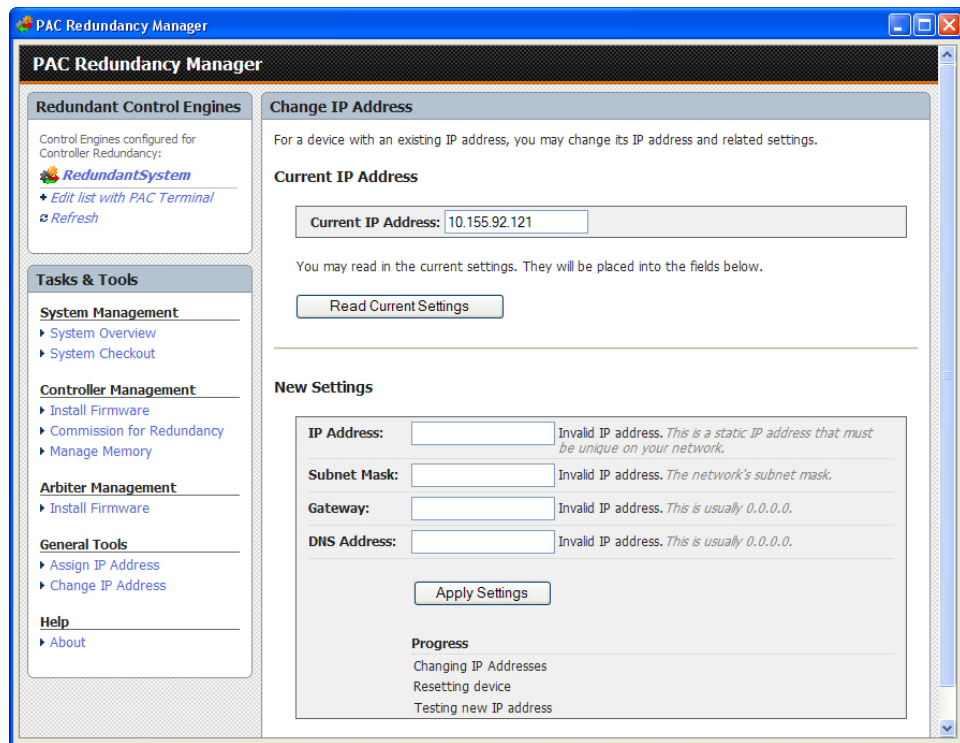 PAC Redundancy Manager
PAC Redundancy Manager
Redundant Control Engines
Control Engines configured for
Controller Redundancy:
RedundantSystem
Edit list with PAC Terminal
Refresh
Tasks & Tools
System Management
System Overview
System Checkout
Controller Management
Install Firmware
Commission for Redundancy
Manage Memory
Arbiter Management
Install Firmware
General Tools
Assign IP Address
Change IP Address
Help
About
Change IP Address
For a device with an existing IP address, you may change its IP address and related settings.
Current IP Address
Current IP Address: 10.155.92.121
You may read in the current settings. They will be placed into the fields below.
Read Current Settings
New Settings
IP Address: Invalid IP address. This is a static IP address that must
be unique on your network.
Subnet Mask: Invalid IP address. The network's subnet mask.
Gateway: Invalid IP address. This is usually 0.0.0.0.
DNS Address: Invalid IP address. This is usually 0.0.0.0.
Apply Settings
Progress
Changing IP Addresses
Resetting device
Testing new IP address